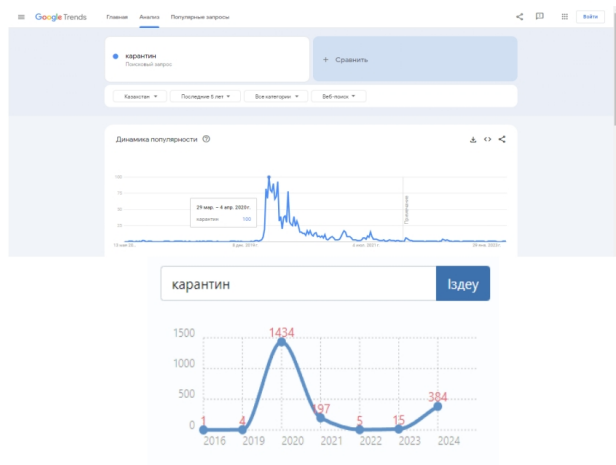 Google Trends Главная Анализ Популярные запросы Войти
карантин
Поисковый запрос
+ Сравнить
Казахстан Последние 5 лет Все категории Веб-поиск
Динамика популярности
100
75
50
25
29 мар. – 4 апр. 2020 г.
карантин 100
Примечание
карантин Іздеу
1500
1000
500
0
1 4 1434 197 5 15 384
2016 2019 2020 2021 2022 2023 2024